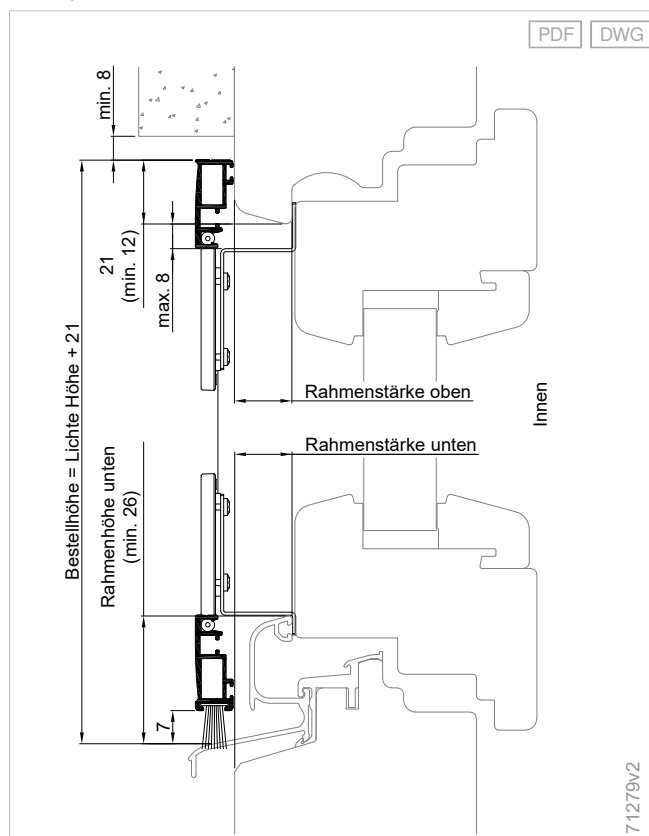 PDF
DWG
min. 8
21
(min. 12)
max. 8
Bestellhöhe = Lichte Höhe + 21
Rahmenstärke oben
Innen
Rahmenstärke unten
Rahmenhöhe unten
(min. 26)
7
71279v2